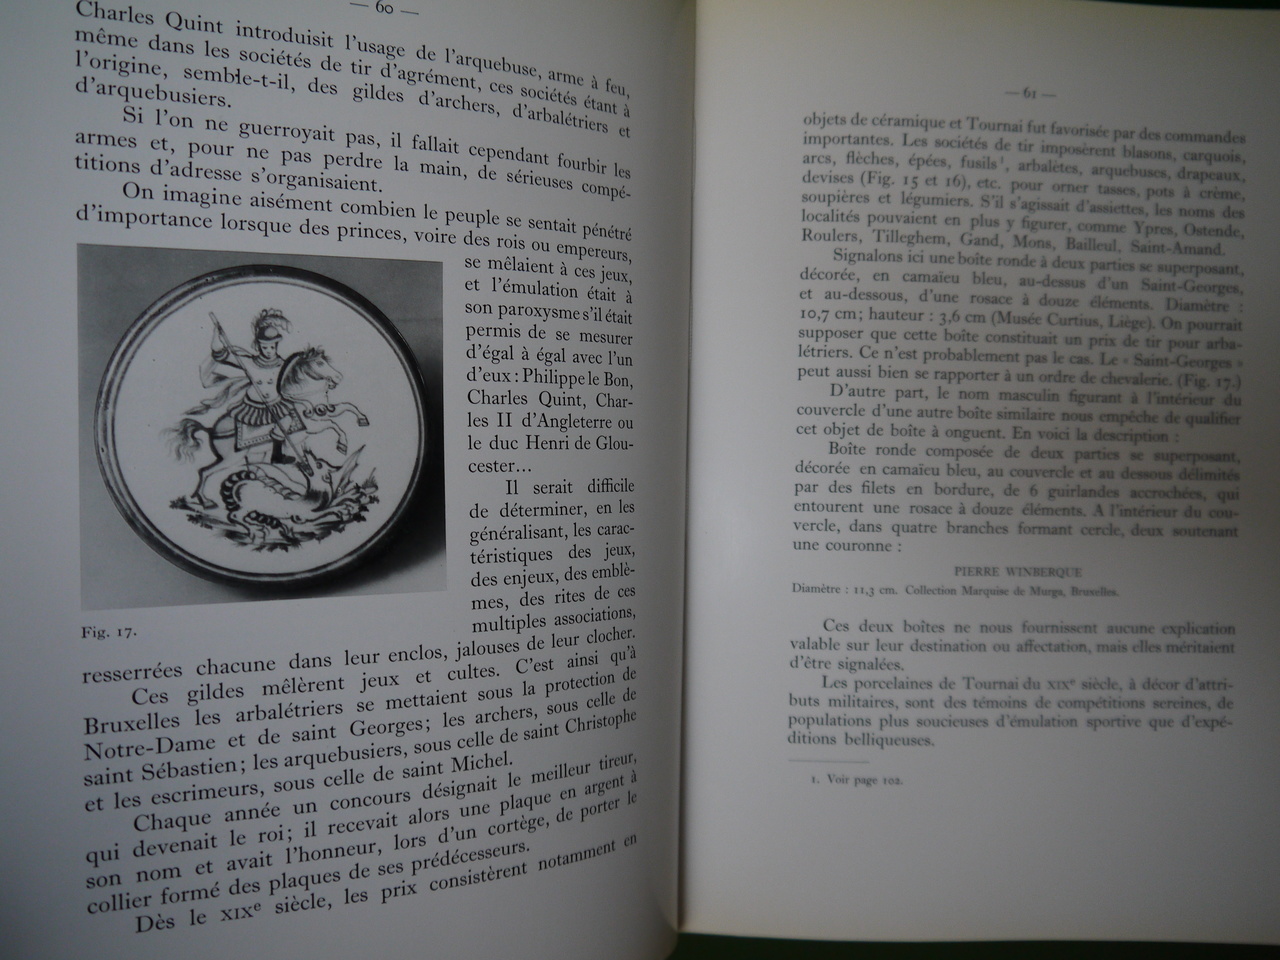 — 60 —
Charles Quint introduisit l'usage de l'arquebuse, arme à feu,
même dans les sociétés de tir d'agrément, ces sociétés étant à
l'origine, semble-t-il, des gildes d'archers, d'arbalétriers et
d'arquebusiers.
Si l'on ne guerroyait pas, il fallait cependant fourbir les
armes et, pour ne pas perdre la main, de sérieuses compé-
titions d'adresse s'organisaient.
On imagine aisément combien le peuple se sentait pénétré
d'importance lorsque des princes, voire des rois ou empereurs,
se mêlaient à ces jeux,
et l'émulation était à
son paroxysme s'il était
permis de se mesurer
d'égal à égal avec l'un
d'eux : Philippe le Bon,
Charles Quint, Char-
les II d'Angleterre ou
le duc Henri de Glou-
cester...
Il serait difficile
de déterminer, en les
généralisant, les carac-
téristiques des jeux,
des enjeux, des emblè-
mes, des rites de ces
multiples associations,
Fig. 17.
resserrées chacune dans leur enclos, jalouses de leur clocher.
Ces gildes mêlèrent jeux et cultes. C'est ainsi qu'à
Bruxelles les arbalétriers se mettaient sous la protection de
Notre-Dame et de saint Georges; les archers, sous celle de
saint Sébastien; les arquebusiers, sous celle de saint Christophe
et les escrimeurs, sous celle de saint Michel.
Chaque année un concours désignait le meilleur tireur,
qui devenait le roi; il recevait alors une plaque en argent à
son nom et avait l'honneur, lors d'un cortège, de porter le
collier formé des plaques de ses prédécesseurs.
Dès le XIXe siècle, les prix consistèrent notamment en
— 61 —
objets de céramique et Tournai fut favorisée par des commandes
importantes. Les sociétés de tir imposèrent blasons, carquois,
arcs, flèches, épées, fusils¹, arbalètes, arquebuses, drapeaux,
devises (Fig. 15 et 16), etc. pour orner tasses, pots à crème,
soupières et légumiers. S'il s'agissait d'assiettes, les noms des
localités pouvaient en plus y figurer, comme Ypres, Ostende,
Roulers, Tilleghem, Gand, Mons, Bailleul, Saint-Amand.
Signalons ici une boîte ronde à deux parties se superposant,
décorée, en camaïeu bleu, au-dessus d'un Saint-Georges,
et au-dessous, d'une rosace à douze éléments. Diamètre :
10,7 cm; hauteur : 3,6 cm (Musée Curtius, Liège). On pourrait
supposer que cette boîte constituait un prix de tir pour arba-
létriers. Ce n'est probablement pas le cas. Le « Saint-Georges »
peut aussi bien se rapporter à un ordre de chevalerie. (Fig. 17.)
D'autre part, le nom masculin figurant à l'intérieur du
couvercle d'une autre boîte similaire nous empêche de qualifier
cet objet de boîte à onguent. En voici la description :
Boîte ronde composée de deux parties se superposant,
décorée en camaïeu bleu, au couvercle et au dessous délimités
par des filets en bordure, de 6 guirlandes accrochées, qui
entourent une rosace à douze éléments. A l'intérieur du cou-
vercle, dans quatre branches formant cercle, deux soutenant
une couronne :
PIERRE WINBERQUE
Diamètre : 11,3 cm. Collection Marquise de Murga, Bruxelles.
Ces deux boîtes ne nous fournissent aucune explication
valable sur leur destination ou affectation, mais elles méritaient
d'être signalées.
Les porcelaines de Tournai du XIXe siècle, à décor d'attri-
buts militaires, sont des témoins de compétitions sereines, de
populations plus soucieuses d'émulation sportive que d'expé-
ditions belliqueuses.
1. Voir page 102.